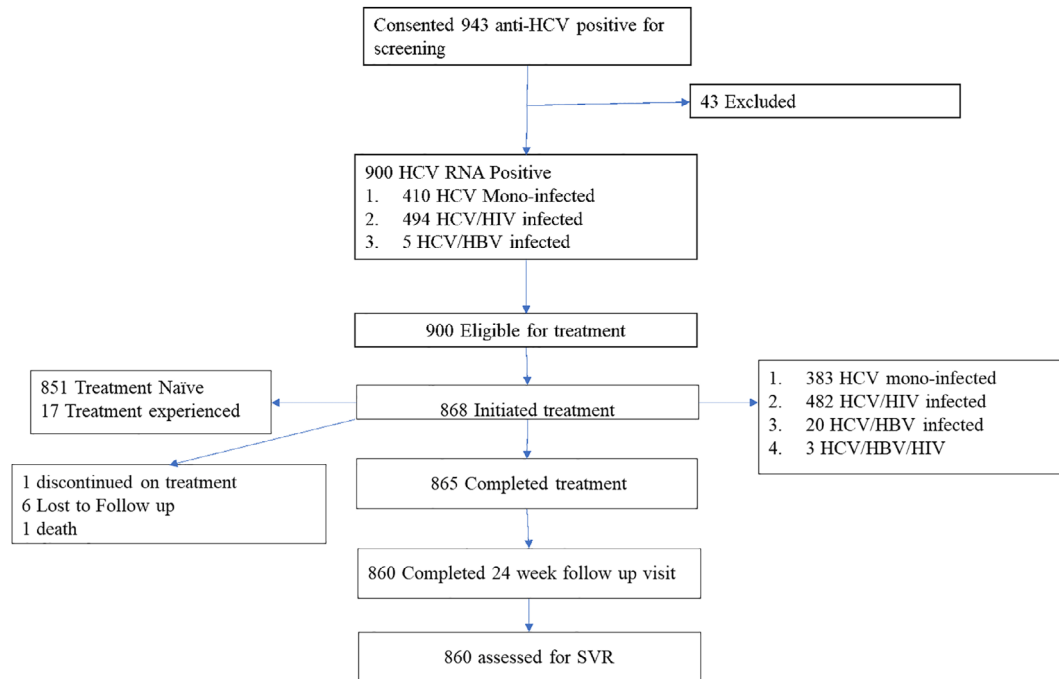 Consented 943 anti-HCV positive for
screening
43 Excluded
900 HCV RNA Positive
1. 410 HCV Mono-infected
2. 494 HCV/HIV infected
3. 5 HCV/HBV infected
900 Eligible for treatment
851 Treatment Naïve
17 Treatment experienced
868 Initiated treatment
1. 383 HCV mono-infected
2. 482 HCV/HIV infected
3. 20 HCV/HBV infected
4. 3 HCV/HBV/HIV
1 discontinued on treatment
6 Lost to Follow up
1 death
865 Completed treatment
860 Completed 24 week follow up visit
860 assessed for SVR